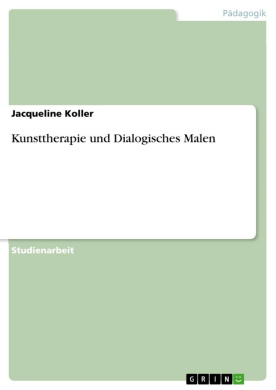 Pädagogik
Jacqueline Koller
Kunsttherapie und Dialogisches Malen
Studienarbeit
GRIN